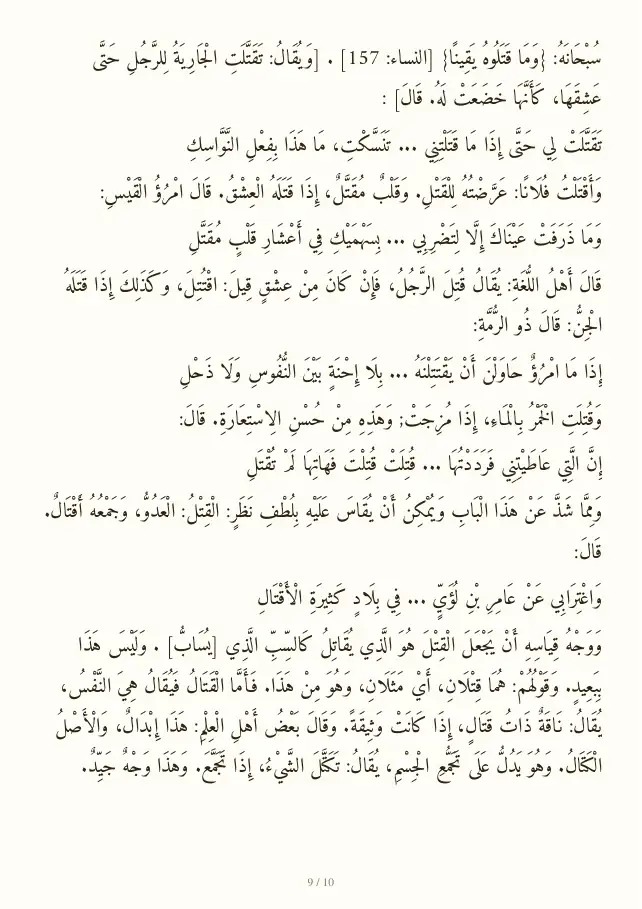 سُبْحَانَهُ: {وَمَا قَتَلُوهُ يَقِينًا} [النساء: 157] . [وَيُقَالُ: تَقَتَّلَتِ الْجَارِيَةُ لِلرَّجُلِ حَتَّى
عَشِقَهَا، كَأَنَّهَا خَضَعَتْ لَهُ. قَالَ] :
تَقَتَّلَتْ لِي حَتَّى إِذَا مَا قَتَلْتِنِي ... تَنَسَّكْتِ، مَا هَذَا بِفِعْلِ النَّوَاسِكِ
وَأَقْتَلْتُ فُلَانًا: عَرَّضْتُهُ لِلْقَتْلِ. وَقَلْبٌ مُقَتَّلٌ، إِذَا قَتَلَهُ الْعِشْقُ. قَالَ امْرُؤُ الْقَيْسِ:
وَمَا ذَرَفَتْ عَيْنَاكِ إِلَّا لِتَضْرِبِي ... بِسَهْمَيْكِ فِي أَعْشَارِ قَلْبٍ مُقَتَّلِ
قَالَ أَهْلُ اللُّغَةِ: يُقَالُ قُتِلَ الرَّجُلُ، فَإِنْ كَانَ مِنْ عِشْقٍ قِيلَ: اقْتُتِلَ، وَكَذَلِكَ إِذَا قَتَلَهُ
الْجِنُّ: قَالَ ذُو الرُّمَّةِ:
إِذَا مَا امْرُؤٌ حَاوَلْنَ أَنْ يَقْتَتِلْنَهُ ... بِلَا إِحْنَةٍ بَيْنَ النُّفُوسِ وَلَا ذَحْلِ
وَقُتِلَتِ الْخَمْرُ بِالْمَاءِ، إِذَا مُزِجَتْ; وَهَذِهِ مِنْ حُسْنِ الِاسْتِعَارَةِ. قَالَ:
إِنَّ الَّتِي عَاطَيْتِنِي فَرَدَدْتُهَا ... قُتِلَتْ قُتِلْتَ فَهَاتِهَا لَمْ تُقْتَلِ
وَمِمَّا شَذَّ عَنْ هَذَا الْبَابِ وَيُمْكِنُ أَنْ يُقَاسَ عَلَيْهِ بِلُطْفِ نَظَرٍ: الْقِتْلُ: الْعَدُوُّ، وَجَمْعُهُ أَقْتَالٌ.
قَالَ:
وَاغْتِرَابِي عَنْ عَامِرِ بْنِ لُؤَيٍّ ... فِي بِلَادٍ كَثِيرَةِ الْأَقْتَالِ
وَوَجْهُ قِيَاسِهِ أَنْ يَجْعَلَ الْقِتْلَ هُوَ الَّذِي يُقَاتِلُ كَالسِّبِّ الَّذِي [يُسَابُّ] . وَلَيْسَ هَذَا
بِبَعِيدٍ. وَقَوْلُهُمْ: هُمَا قِتْلَانِ، أَيْ مَثَلَانِ، وَهُوَ مِنْ هَذَا. فَأَمَّا الْقَتَالُ فَيُقَالُ هِيَ النَّفْسُ،
يُقَالُ: نَاقَةٌ ذَاتُ قَتَالٍ، إِذَا كَانَتْ وَثِيقَةً. وَقَالَ بَعْضُ أَهْلِ الْعِلْمِ: هَذَا إِبْدَالٌ، وَالْأَصْلُ
الْكَتَالُ. وَهُوَ يَدُلُّ عَلَى تَجَمُّعِ الْجِسْمِ، يُقَالُ: تَكَتَّلَ الشَّيْءُ، إِذَا تَجَمَّعَ. وَهَذَا وَجْهٌ جَيِّدٌ.
9 / 10